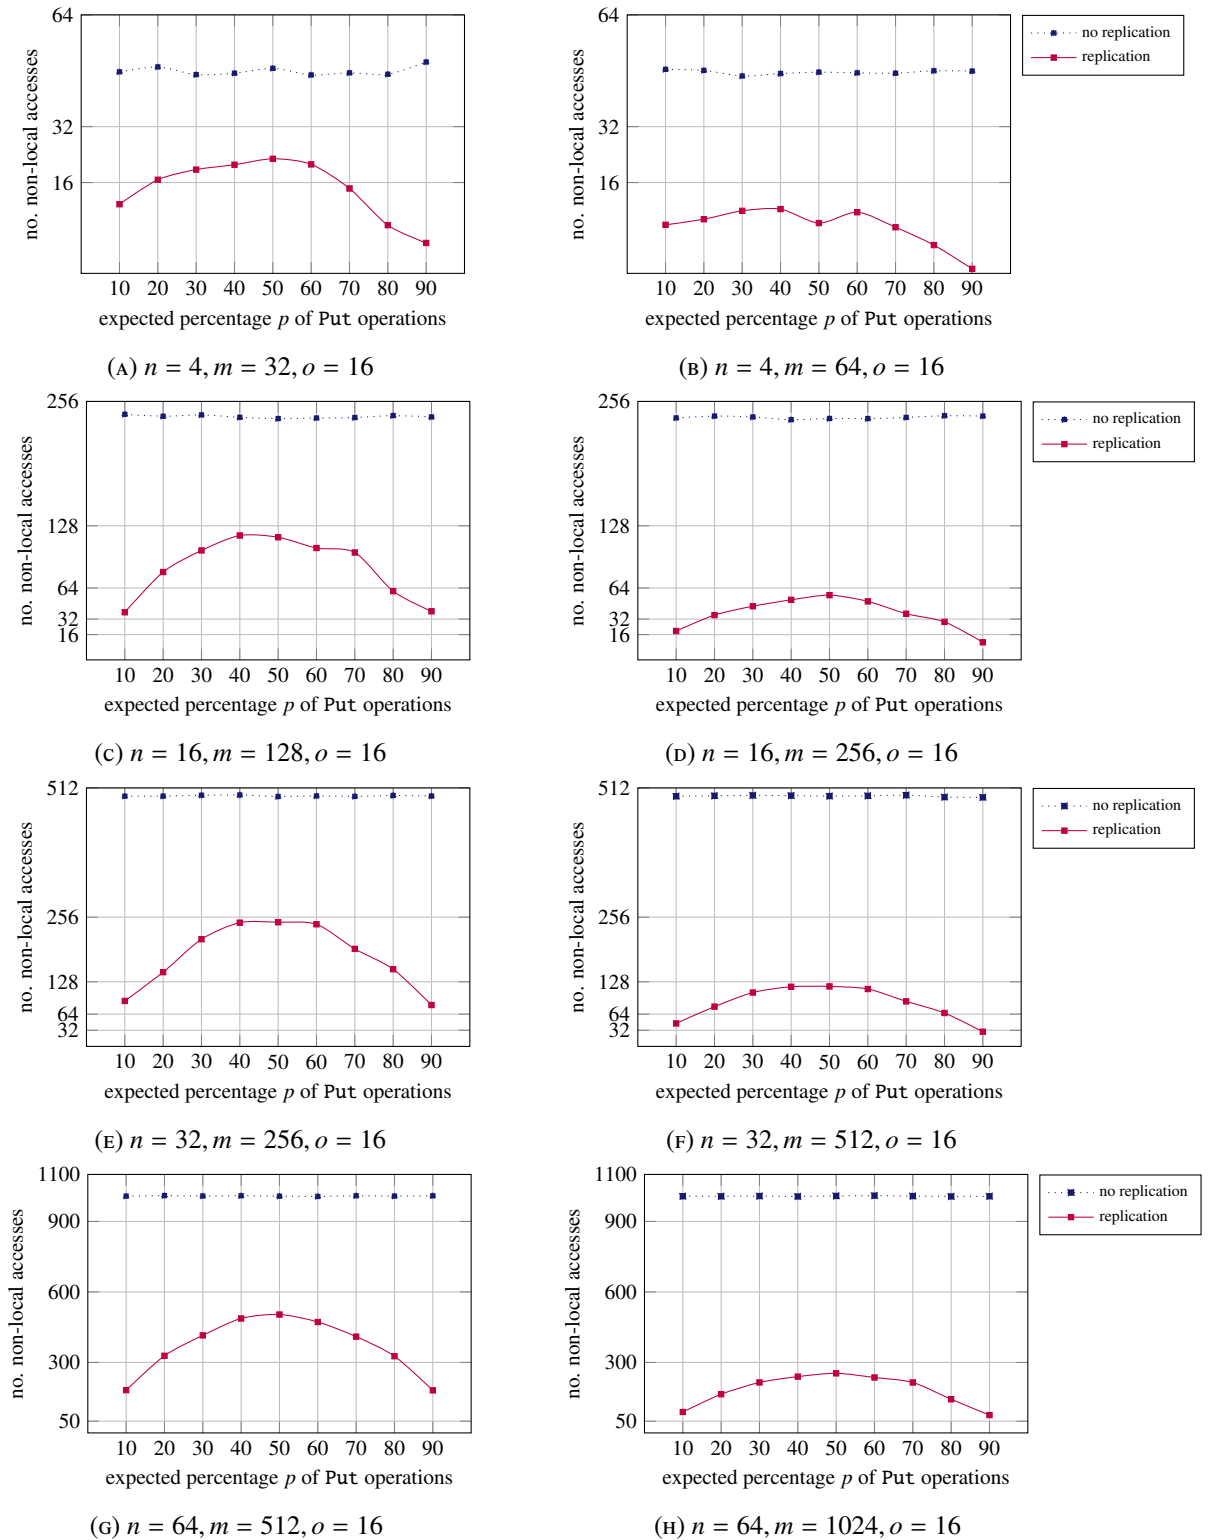 64
32
16
no. non-local accesses
10 20 30 40 50 60 70 80 90
expected percentage p of Put operations
(A) n = 4, m = 32, o = 16
64
32
16
no. non-local accesses
10 20 30 40 50 60 70 80 90
expected percentage p of Put operations
(B) n = 4, m = 64, o = 16
no replication
replication
256
128
64
32
16
no. non-local accesses
10 20 30 40 50 60 70 80 90
expected percentage p of Put operations
(C) n = 16, m = 128, o = 16
256
128
64
32
16
no. non-local accesses
10 20 30 40 50 60 70 80 90
expected percentage p of Put operations
(D) n = 16, m = 256, o = 16
no replication
replication
512
256
128
64
32
no. non-local accesses
10 20 30 40 50 60 70 80 90
expected percentage p of Put operations
(E) n = 32, m = 256, o = 16
512
256
128
64
32
no. non-local accesses
10 20 30 40 50 60 70 80 90
expected percentage p of Put operations
(F) n = 32, m = 512, o = 16
no replication
replication
1100
900
600
300
50
no. non-local accesses
10 20 30 40 50 60 70 80 90
expected percentage p of Put operations
(G) n = 64, m = 512, o = 16
1100
900
600
300
50
no. non-local accesses
10 20 30 40 50 60 70 80 90
expected percentage p of Put operations
(H) n = 64, m = 1024, o = 16
no replication
replication